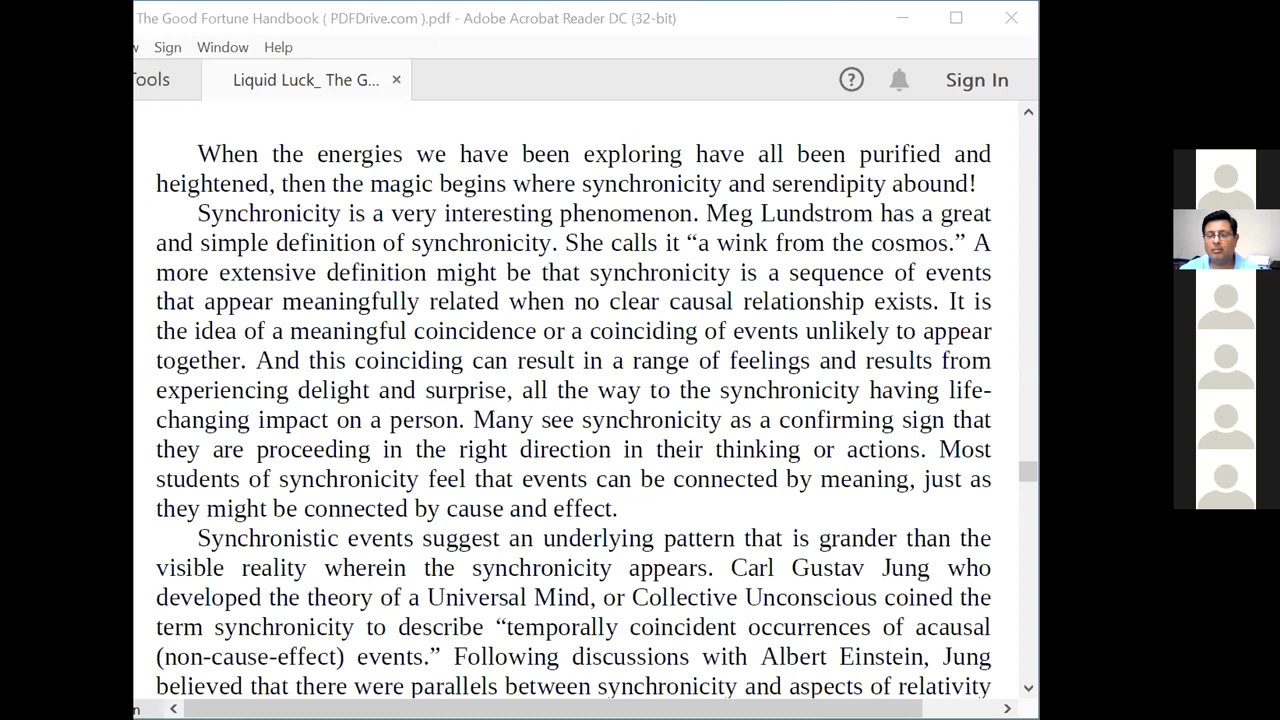 The Good Fortune Handbook ( PDFDrive.com ).pdf - Adobe Acrobat Reader DC (32-bit)
Sign Window Help
Tools Liquid Luck_ The G... Sign In
When the energies we have been exploring have all been purified and
heightened, then the magic begins where synchronicity and serendipity abound!
Synchronicity is a very interesting phenomenon. Meg Lundstrom has a great
and simple definition of synchronicity. She calls it “a wink from the cosmos.” A
more extensive definition might be that synchronicity is a sequence of events
that appear meaningfully related when no clear causal relationship exists. It is
the idea of a meaningful coincidence or a coinciding of events unlikely to appear
together. And this coinciding can result in a range of feelings and results from
experiencing delight and surprise, all the way to the synchronicity having life-
changing impact on a person. Many see synchronicity as a confirming sign that
they are proceeding in the right direction in their thinking or actions. Most
students of synchronicity feel that events can be connected by meaning, just as
they might be connected by cause and effect.
Synchronistic events suggest an underlying pattern that is grander than the
visible reality wherein the synchronicity appears. Carl Gustav Jung who
developed the theory of a Universal Mind, or Collective Unconscious coined the
term synchronicity to describe “temporally coincident occurrences of acausal
(non-cause-effect) events.” Following discussions with Albert Einstein, Jung
believed that there were parallels between synchronicity and aspects of relativity